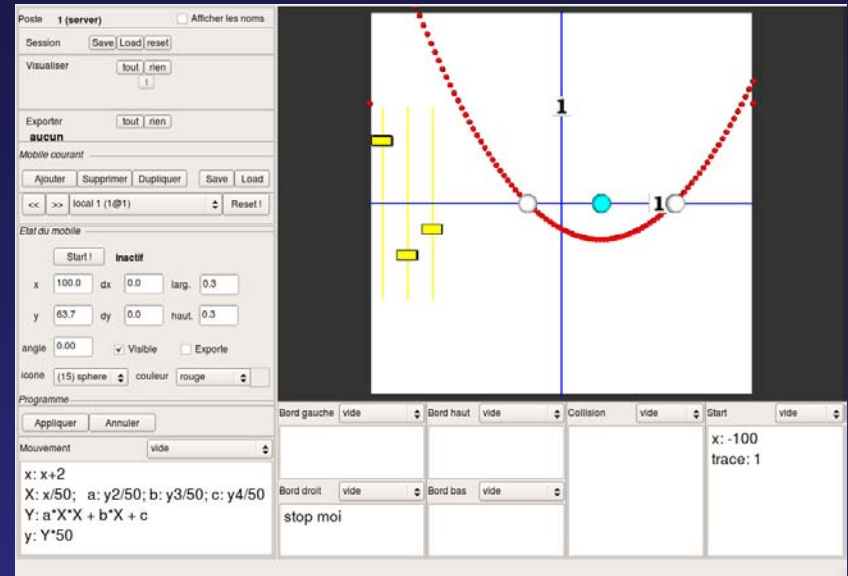 Poste 1 (server) Afficher les noms
Session Save Load reset
Visualiser tout rien
1
Exporter tout rien
aucun
Mobile courant
Ajouter Supprimer Dupliquer Save Load
<< >> local 1 (1@1) Reset !
Etat du mobile
Start ! Inactif
x 100.0 dx 0.0 larg. 0.3
y 63.7 dy 0.0 haut. 0.3
angle 0.00 Visible Exporte
icone (15) sphere couleur rouge
Programme
Appliquer Annuler
Mouvement vide
x: x+2
X: x/50; a: y2/50; b: y3/50; c: y4/50
Y: a*X*X + b*X + c
y: Y*50
1
1
Bord gauche vide Bord haut vide Collision vide Start vide
x: -100
trace: 1
Bord droit vide Bord bas vide
stop moi